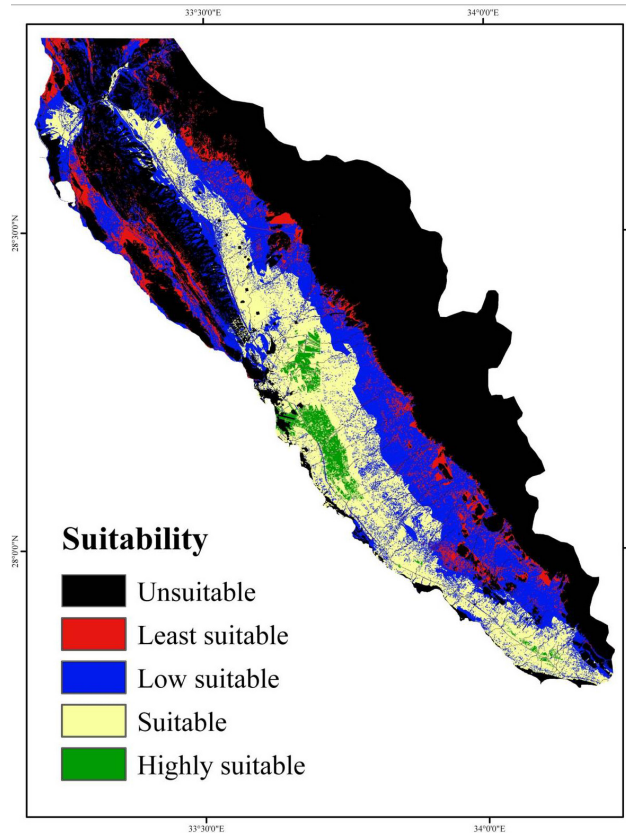 33°30'0"E 34°0'0"E
28°30'0"N
28°0'0"N
Suitability
Unsuitable
Least suitable
Low suitable
Suitable
Highly suitable
33°30'0"E 34°0'0"E